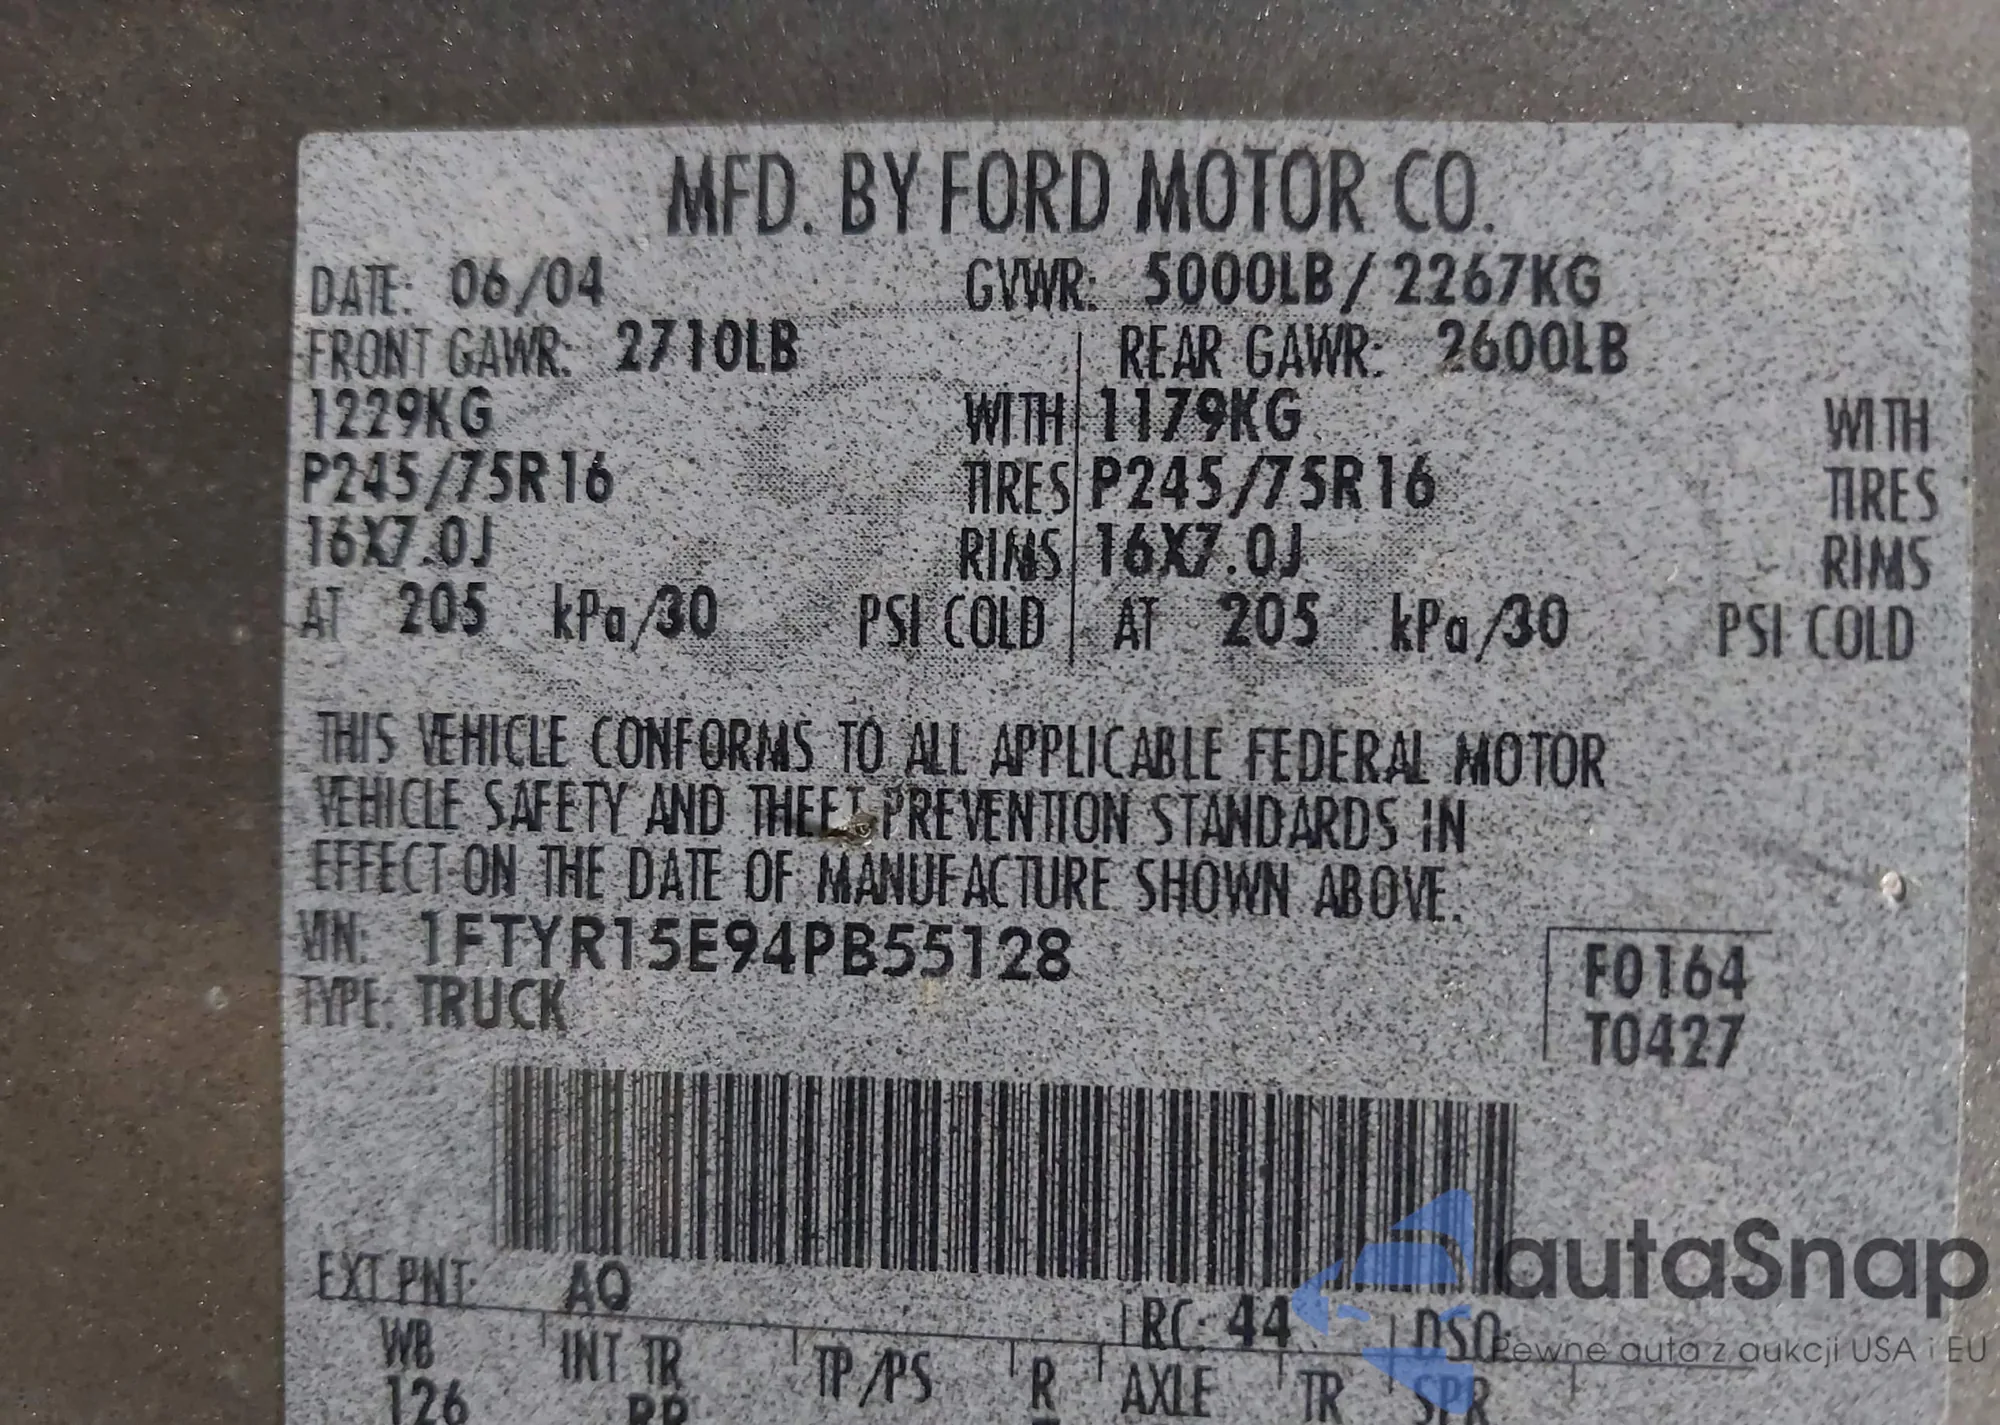 MFD. BY FORD MOTOR CO.
DATE: 06/04 GVWR: 5000LB/2267KG
FRONT GAWR: 2710LB REAR GAWR: 2600LB
1229KG WITH 1179KG WITH
P245/75R16 TIRES P245/75R16 TIRES
16X7.0J RIMS 16X7.0J RIMS
AT 205 kPa/30 PSI COLD AT 205 kPa/30 PSI COLD
THIS VEHICLE CONFORMS TO ALL APPLICABLE FEDERAL MOTOR
VEHICLE SAFETY AND THEFT PREVENTION STANDARDS IN
EFFECT ON THE DATE OF MANUFACTURE SHOWN ABOVE.
VIN: 1FTYR15E94PB55128 F0164
TYPE: TRUCK T0427
EXT PNT: AQ RC: 44 DSO:
WB INT TR TP/PS R AXLE TR SPR
126
autaSnap
Pewne auta z aukcji USA i EU